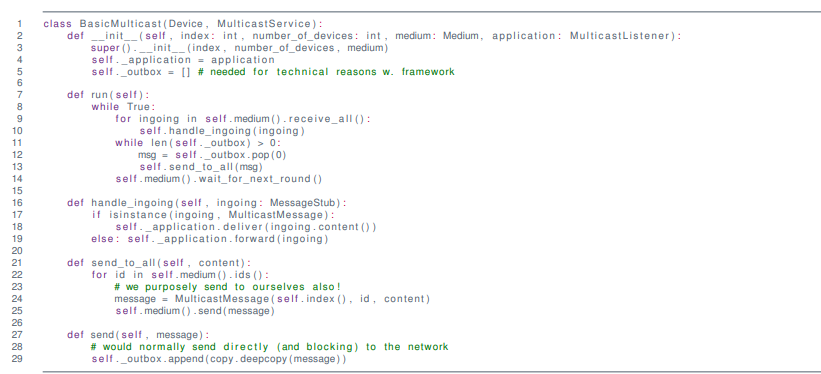 1 class BasicMulticast(Device, MulticastService):
2     def __init__(self, index: int, number_of_devices: int, medium: Medium, application: MulticastListener):
3         super().__init__(index, number_of_devices, medium)
4         self._application = application
5         self._outbox = [] # needed for technical reasons w. framework
6
7     def run(self):
8         while True:
9             for ingoing in self.medium().receive_all():
10                 self.handle_ingoing(ingoing)
11             while len(self._outbox) > 0:
12                 msg = self._outbox.pop(0)
13                 self.send_to_all(msg)
14             self.medium().wait_for_next_round()
15
16     def handle_ingoing(self, ingoing: MessageStub):
17         if isinstance(ingoing, MulticastMessage):
18             self._application.deliver(ingoing.content())
19         else: self._application.forward(ingoing)
20
21     def send_to_all(self, content):
22         for id in self.medium().ids():
23             # we purposely send to ourselves also!
24             message = MulticastMessage(self.index(), id, content)
25             self.medium().send(message)
26
27     def send(self, message):
28         # would normally send directly (and blocking) to the network
29         self._outbox.append(copy.deepcopy(message))